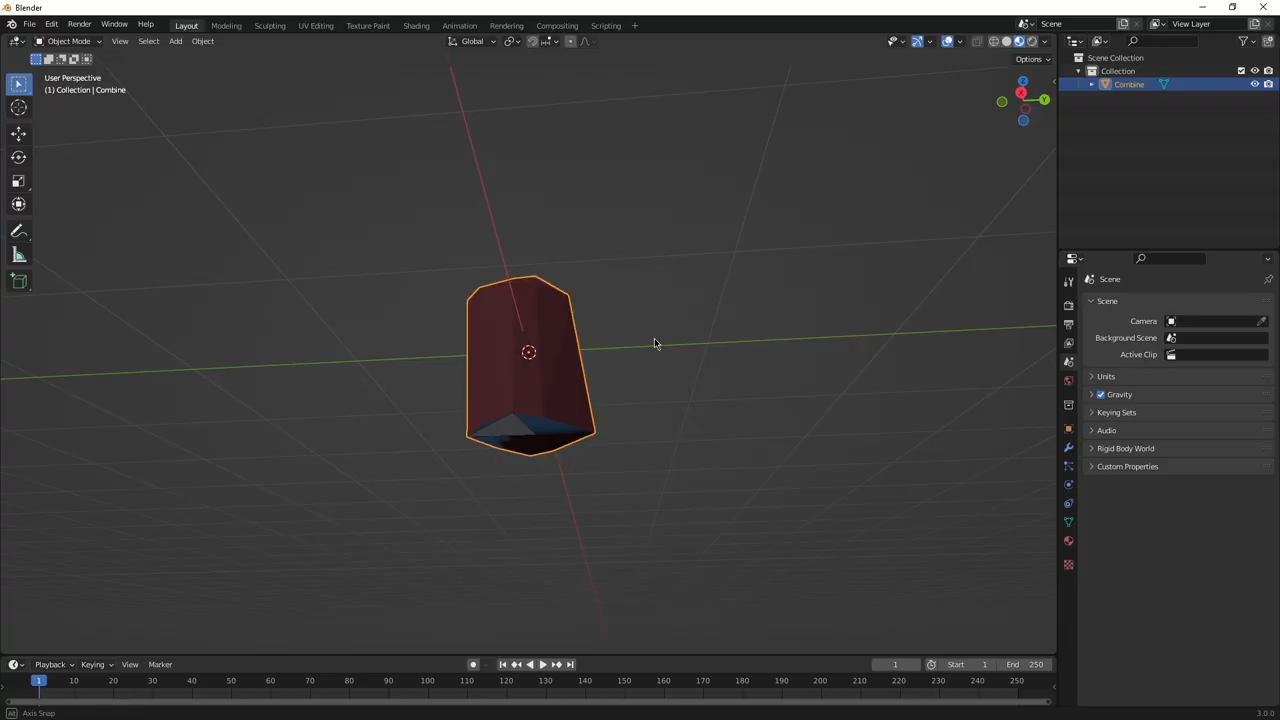 Blender
File Edit Render Window Help
Layout Modeling Sculpting UV Editing Texture Paint Shading Animation Rendering Compositing Scripting +
Scene
View Layer
Object Mode View Select Add Object
Global
Options
User Perspective
(1) Collection | Combine
X
Y
Z
Scene Collection
Collection
Combine
Scene
Scene
Camera
Background Scene
Active Clip
Units
Gravity
Keying Sets
Audio
Rigid Body World
Custom Properties
Playback Keying View Marker
1
Start 1
End 250
1 10 20 30 40 50 60 70 80 90 100 110 120 130 140 150 160 170 180 190 200 210 220 230 240 250
Alt Axis Snap
3.0.0